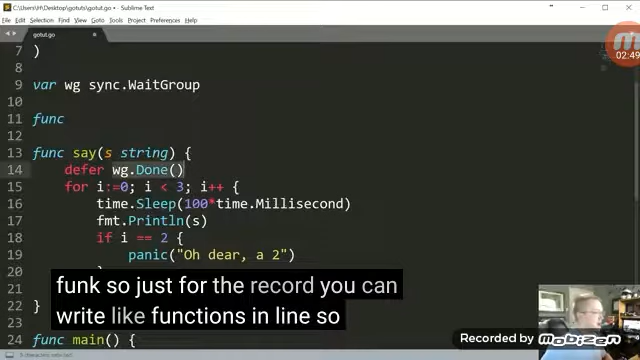 C:\Users\H\Desktop\gotuts\gotut.go • - Sublime Text
File Edit Selection Find View Goto Tools Project Preferences Help
gotut.go
02:49
7 )
8
9 var wg sync.WaitGroup
10
11 func
12
13 func say(s string) {
14 defer wg.Done()
15 for i:=0; i < 3; i++ {
16 time.Sleep(100*time.Millisecond)
17 fmt.Println(s)
18 if i == 2 {
19 panic("Oh dear, a 2")
20 }
funk so just for the record you can
write like functions in line so
22 }
23
24 func main() {
Recorded by
Mobizen